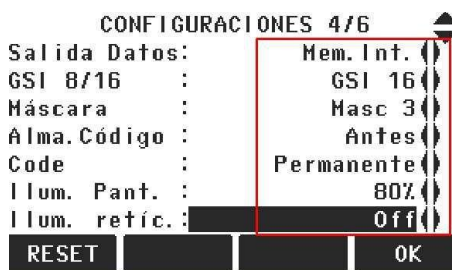 CONFIGURACIONES 4/6
Salida Datos: Mem. Int.
GSI 8/16 : GSI 16
Máscara : Masc 3
Alma.Código : Antes
Code : Permanente
Ilum. Pant. : 80%
Ilum. retíc.: Off
RESET OK